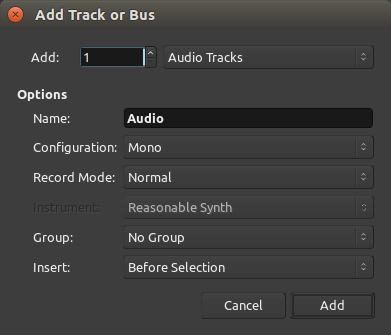 Add Track or Bus
Add: 1 Audio Tracks
Options
Name: Audio
Configuration: Mono
Record Mode: Normal
Instrument: Reasonable Synth
Group: No Group
Insert: Before Selection
Cancel Add